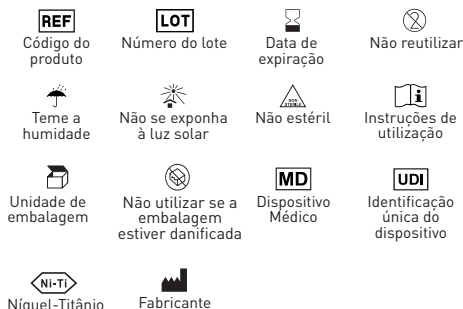 REF
LOT
Código do
produto
Número do lote
Data de
expiração
Não reutilizar
2
Teme a
humidade
Não se exponha
à luz solar
NON
STERILE
Não estéril
i
Instruções de
utilização
Unidade de
embalagem
Não utilizar se a
embalagem
estiver danificada
MD
Dispositivo
Médico
UDI
Identificação
única do
dispositivo
Ni-Ti
Níquel-Titânio
Fabricante